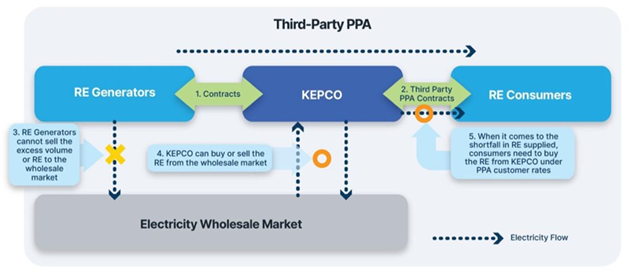 Third-Party PPA
RE Generators
1. Contracts
KEPCO
2. Third Party
PPA Contracts
RE Consumers
3. RE Generators
cannot sell the
excess volume
or RE to the
wholesale
market
4. KEPCO can buy or sell the
RE from the wholesale market
5. When it comes to the
shortfall in RE supplied,
consumers need to buy
the RE from KEPCO under
PPA customer rates
Electricity Wholesale Market
Electricity Flow